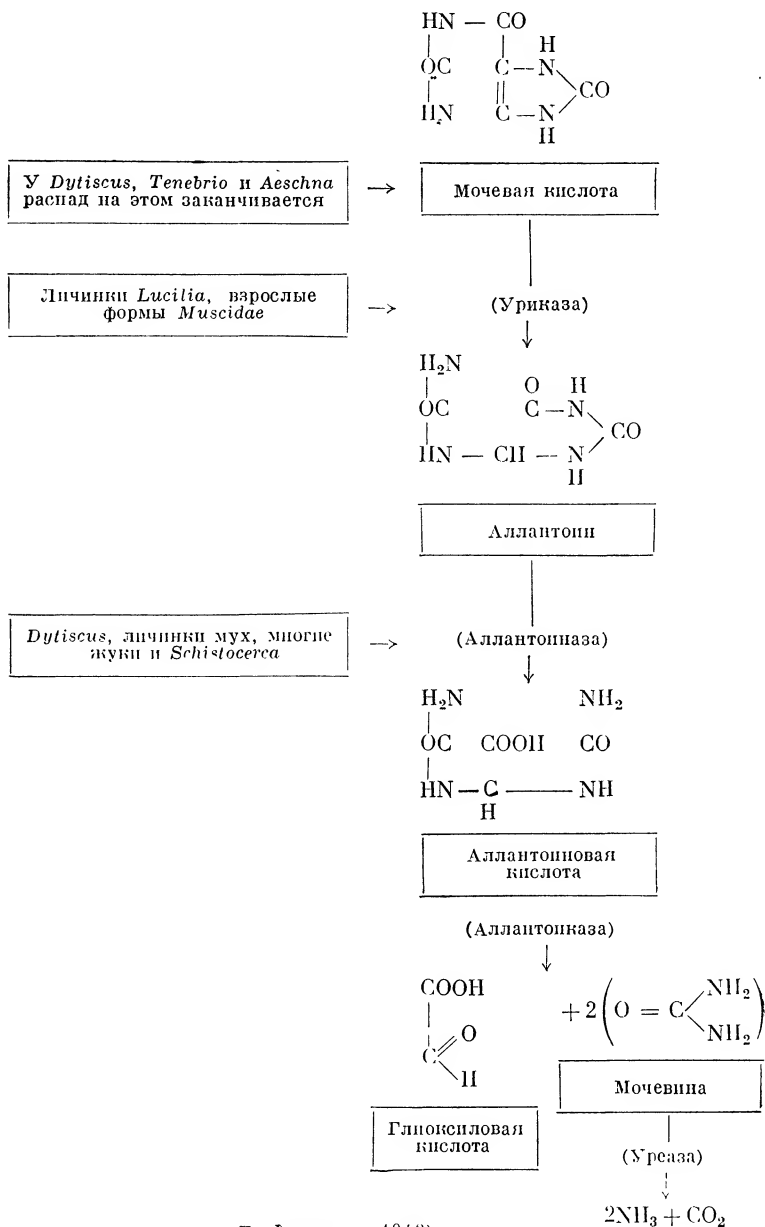 HN — CO
H
OC C—N
CO
HN C—N
H
У Dytiscus, Tenebrio и Aeschna → Мочевая кислота
распад на этом заканчивается
Личинки Lucilia, взрослые → (Уриказа)
формы Muscidae
H₂N
O H
OC C—N
CO
HN — CH — N
H
Аллантоин
Dytiscus, личинки мух, многие → (Аллантоиназа)
жуки и Schistocerca
H₂N NH₂
OC COOH CO
HN—C———NH
H
Аллантоиновая
кислота
(Аллантоиказа)
COOH +2(O=C NH₂
NH₂)
C O
H
Мочевина
Глиоксиловая
кислота
(Уреаза)
2NH₃ + CO₂